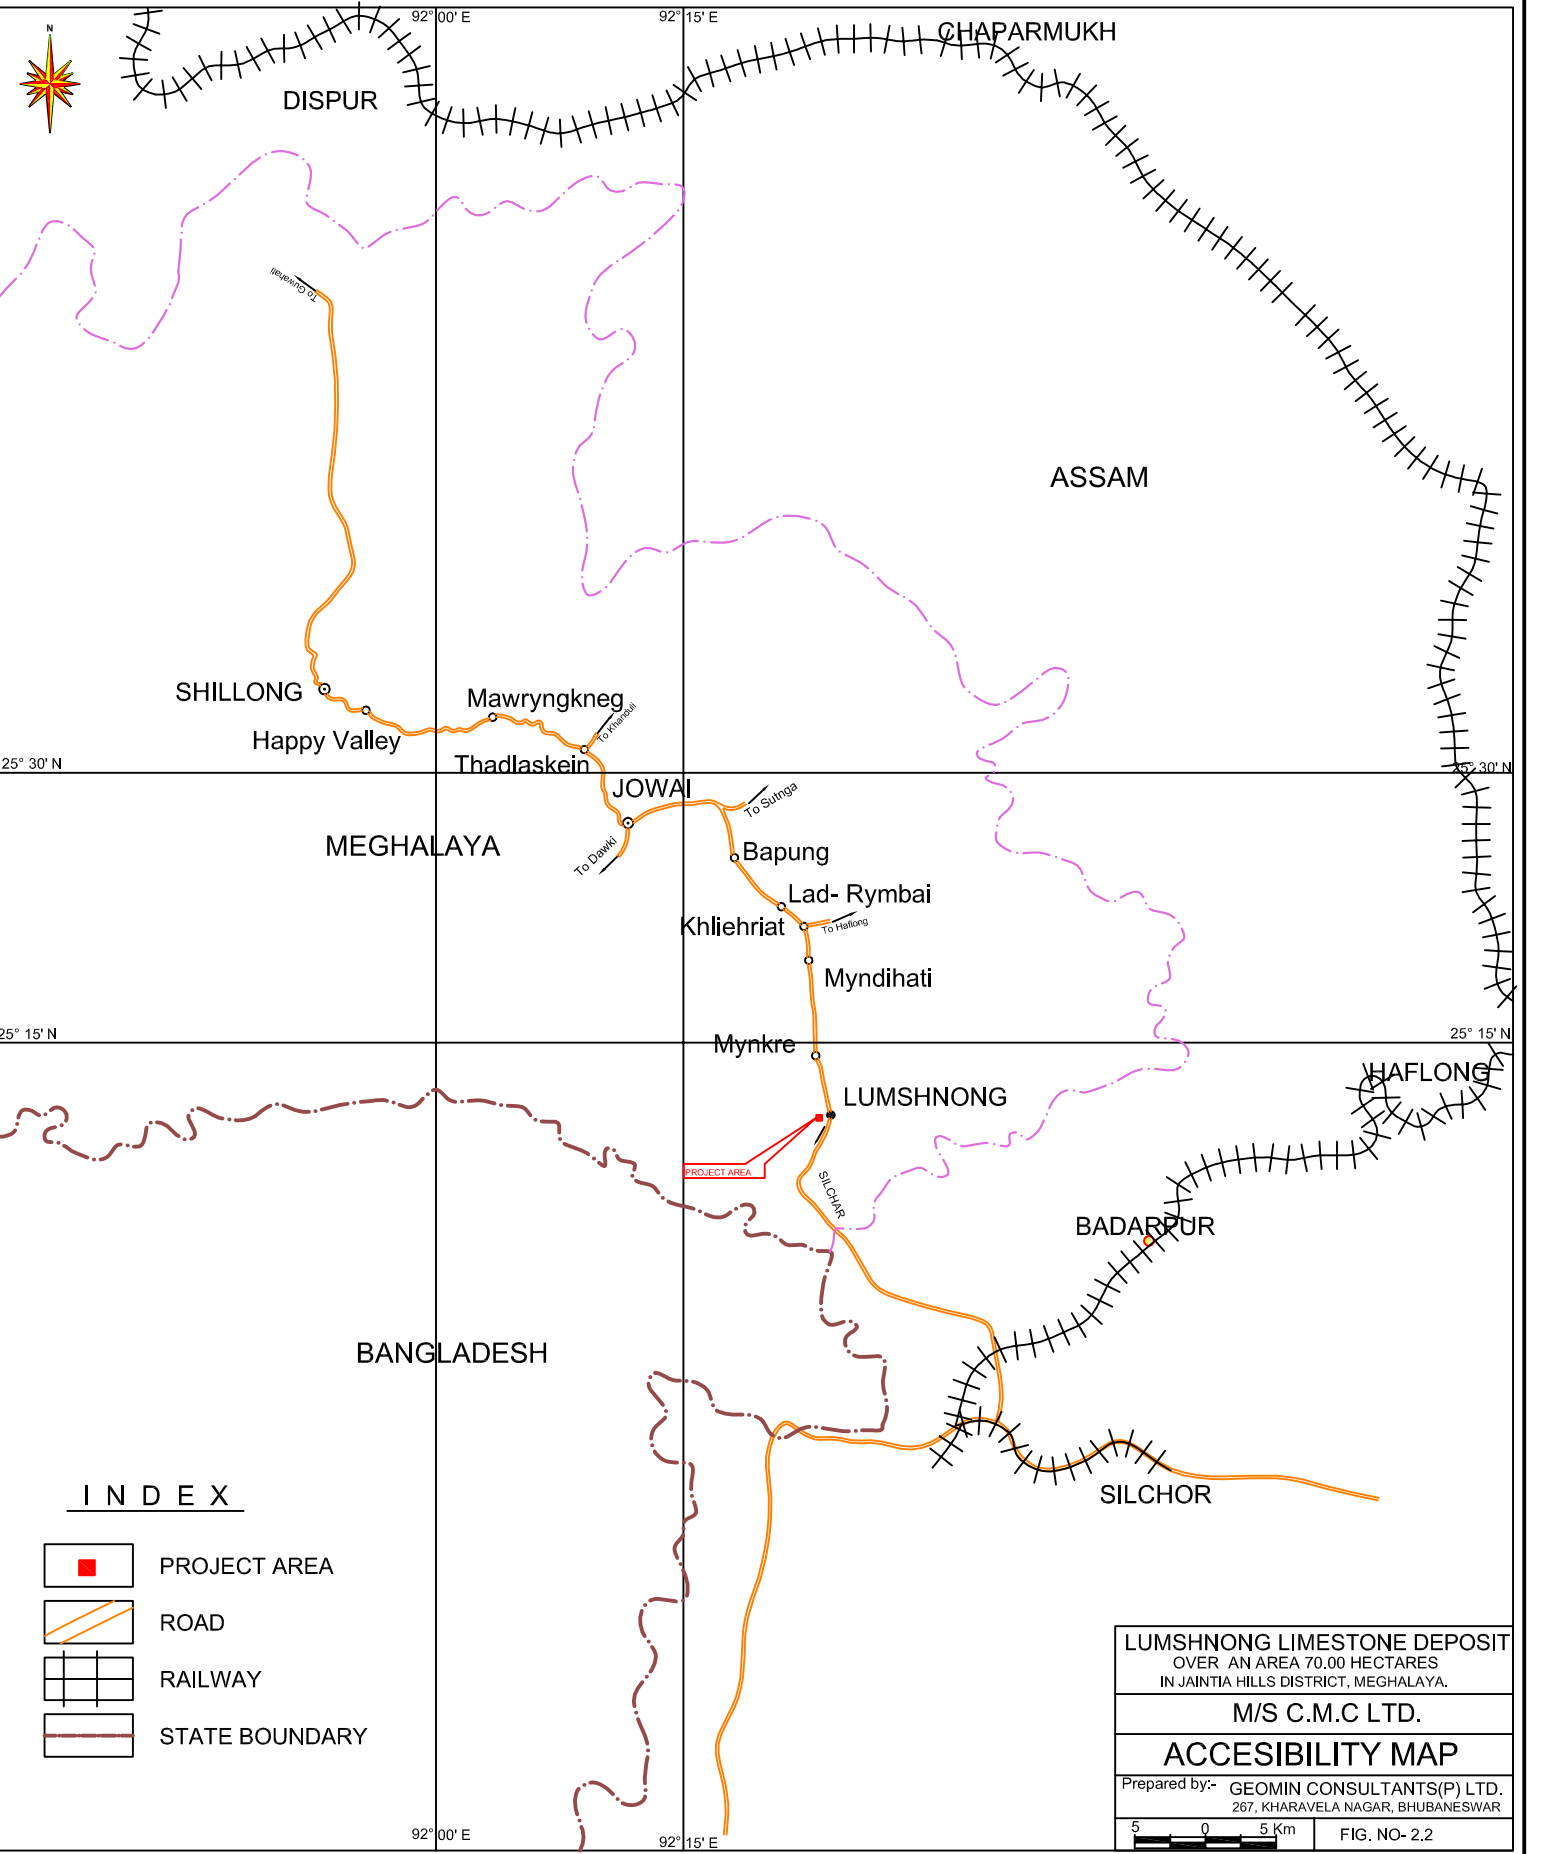 92° 00' E
92° 15' E
N
CHAPARMUKH
DISPUR
To Guwahati
ASSAM
SHILLONG
Mawryngkneg
To Khanduli
Happy Valley
Thadlaskein
25° 30' N
25° 30' N
JOWAI
To Sutnga
MEGHALAYA
To Dawki
Bapung
Lad- Rymbai
Khliehriat
To Haflong
Myndihati
25° 15' N
25° 15' N
Mynkre
HAFLONG
LUMSHNONG
PROJECT AREA
SILCHAR
BADARPUR
BANGLADESH
SILCHOR
INDEX
PROJECT AREA
ROAD
RAILWAY
STATE BOUNDARY
LUMSHNONG LIMESTONE DEPOSIT
OVER AN AREA 70.00 HECTARES
IN JAINTIA HILLS DISTRICT, MEGHALAYA.
M/S C.M.C LTD.
ACCESIBILITY MAP
Prepared by:- GEOMIN CONSULTANTS(P) LTD.
267, KHARAVELA NAGAR, BHUBANESWAR
5 0 5 Km
FIG. NO- 2.2
92° 00' E
92° 15' E